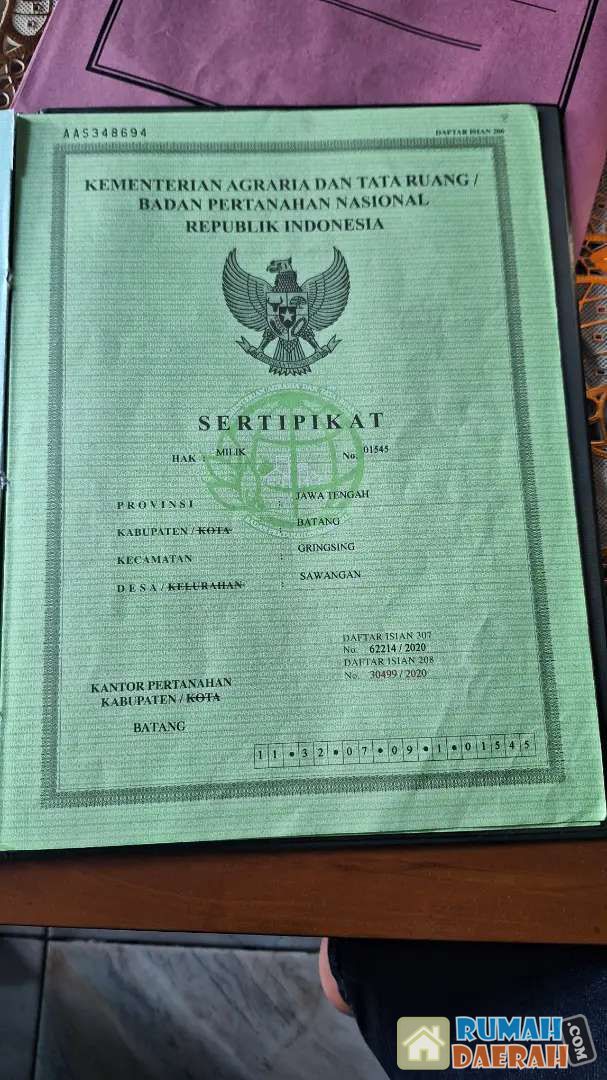 AAS348694
DAFTAR ISIAN 206
KEMENTERIAN AGRARIA DAN TATA RUANG /
BADAN PERTANAHAN NASIONAL
REPUBLIK INDONESIA
SERTIPIKAT
HAK : MILIK No. 01545
PROVINSI : JAWA TENGAH
KABUPATEN / KOTA : BATANG
KECAMATAN : GRINGSING
DESA / KELURAHAN : SAWANGAN
DAFTAR ISIAN 307
No. 62214 / 2020
DAFTAR ISIAN 208
No. 30499 / 2020
KANTOR PERTANAHAN
KABUPATEN / KOTA
BATANG
11.32.07.09.1.01545
RUMAH
DAERAH.COM